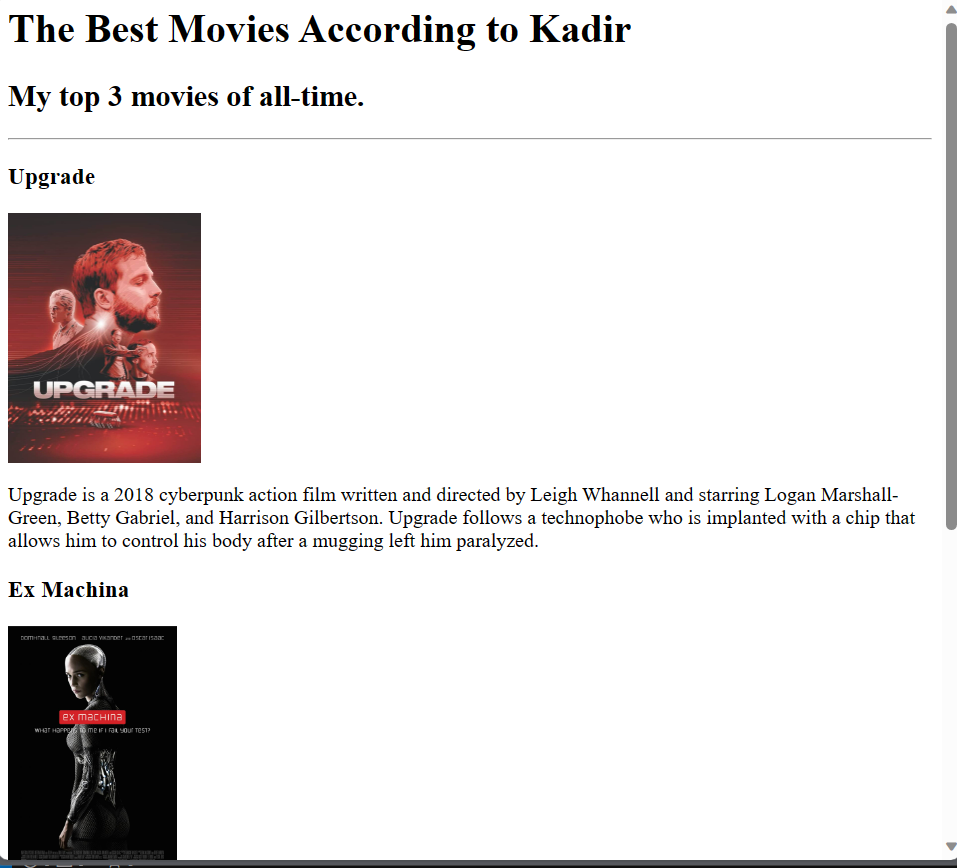 The Best Movies According to Kadir
My top 3 movies of all-time.
Upgrade
UPGRADE
Upgrade is a 2018 cyberpunk action film written and directed by Leigh Whannell and starring Logan Marshall-
Green, Betty Gabriel, and Harrison Gilbertson. Upgrade follows a technophobe who is implanted with a chip that
allows him to control his body after a mugging left him paralyzed.
Ex Machina
DOMHNALL GLEESON ALICIA VIKANDER AND OSCAR ISAAC
ex machina
WHAT HAPPENS TO ME IF I FAIL YOUR TEST?